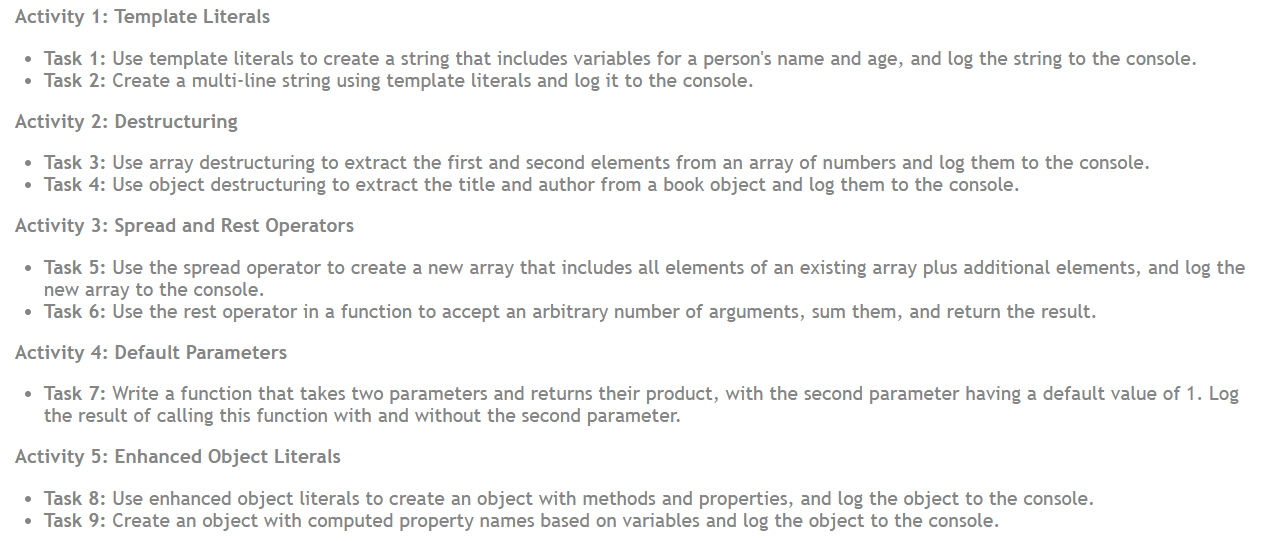 Activity 1: Template Literals
• Task 1: Use template literals to create a string that includes variables for a person's name and age, and log the string to the console.
• Task 2: Create a multi-line string using template literals and log it to the console.
Activity 2: Destructuring
• Task 3: Use array destructuring to extract the first and second elements from an array of numbers and log them to the console.
• Task 4: Use object destructuring to extract the title and author from a book object and log them to the console.
Activity 3: Spread and Rest Operators
• Task 5: Use the spread operator to create a new array that includes all elements of an existing array plus additional elements, and log the
new array to the console.
• Task 6: Use the rest operator in a function to accept an arbitrary number of arguments, sum them, and return the result.
Activity 4: Default Parameters
• Task 7: Write a function that takes two parameters and returns their product, with the second parameter having a default value of 1. Log
the result of calling this function with and without the second parameter.
Activity 5: Enhanced Object Literals
• Task 8: Use enhanced object literals to create an object with methods and properties, and log the object to the console.
• Task 9: Create an object with computed property names based on variables and log the object to the console.